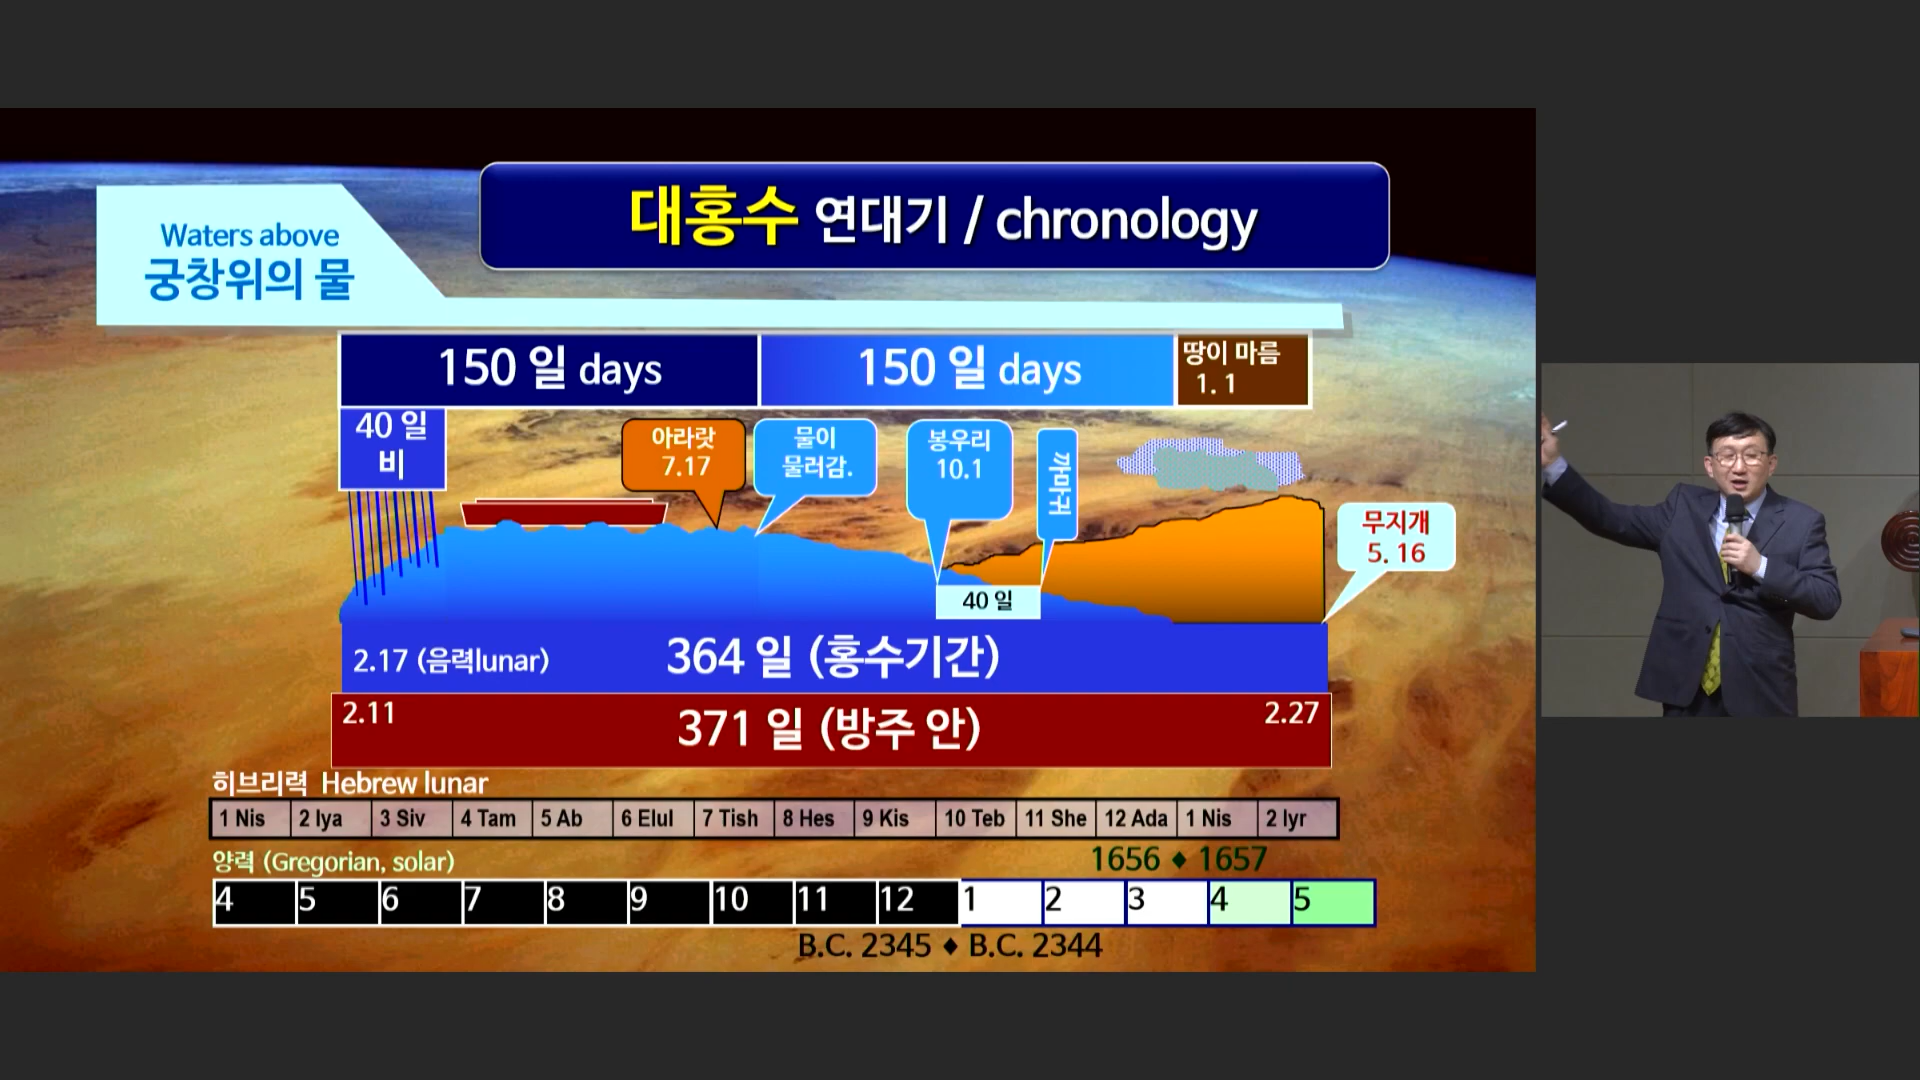 대홍수 연대기 / chronology
Waters above
궁창위의 물
150 일 days
150 일 days
땅이 마름
1. 1
40 일
비
아라랏
7.17
물이
물러감.
봉우리
10.1
까마귀
무지개
5. 16
40 일
2.17 (음력lunar)
364 일 (홍수기간)
2.11
371 일 (방주 안)
2.27
히브리력 Hebrew lunar
1 Nis 2 Iya 3 Siv 4 Tam 5 Ab 6 Elul 7 Tish 8 Hes 9 Kis 10 Teb 11 She 12 Ada 1 Nis 2 Iyr
양력 (Gregorian, solar)
1656 ♦ 1657
4 5 6 7 8 9 10 11 12 1 2 3 4 5
B.C. 2345 ♦ B.C. 2344